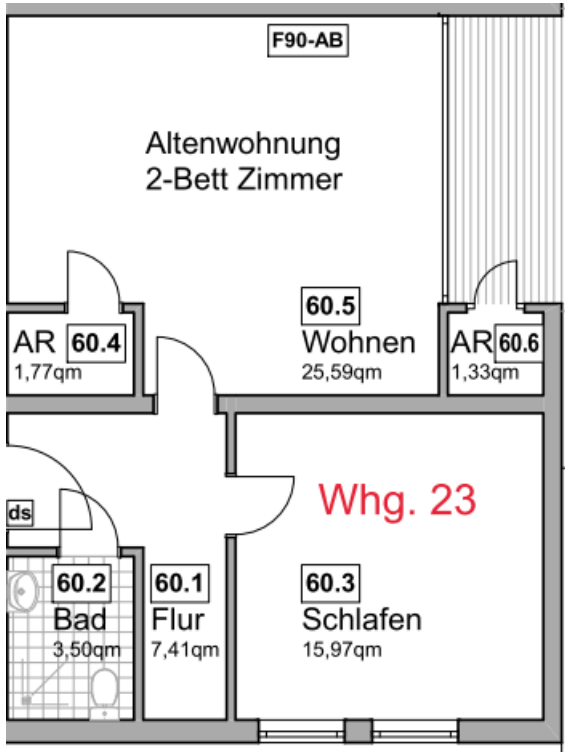 F90-AB
Altenwohnung
2-Bett Zimmer
60.5
Wohnen
25,59qm
AR 60.4
1,77qm
AR 60.6
1,33qm
Whg. 23
ds
60.2
Bad
3,50qm
60.1
Flur
7,41qm
60.3
Schlafen
15,97qm